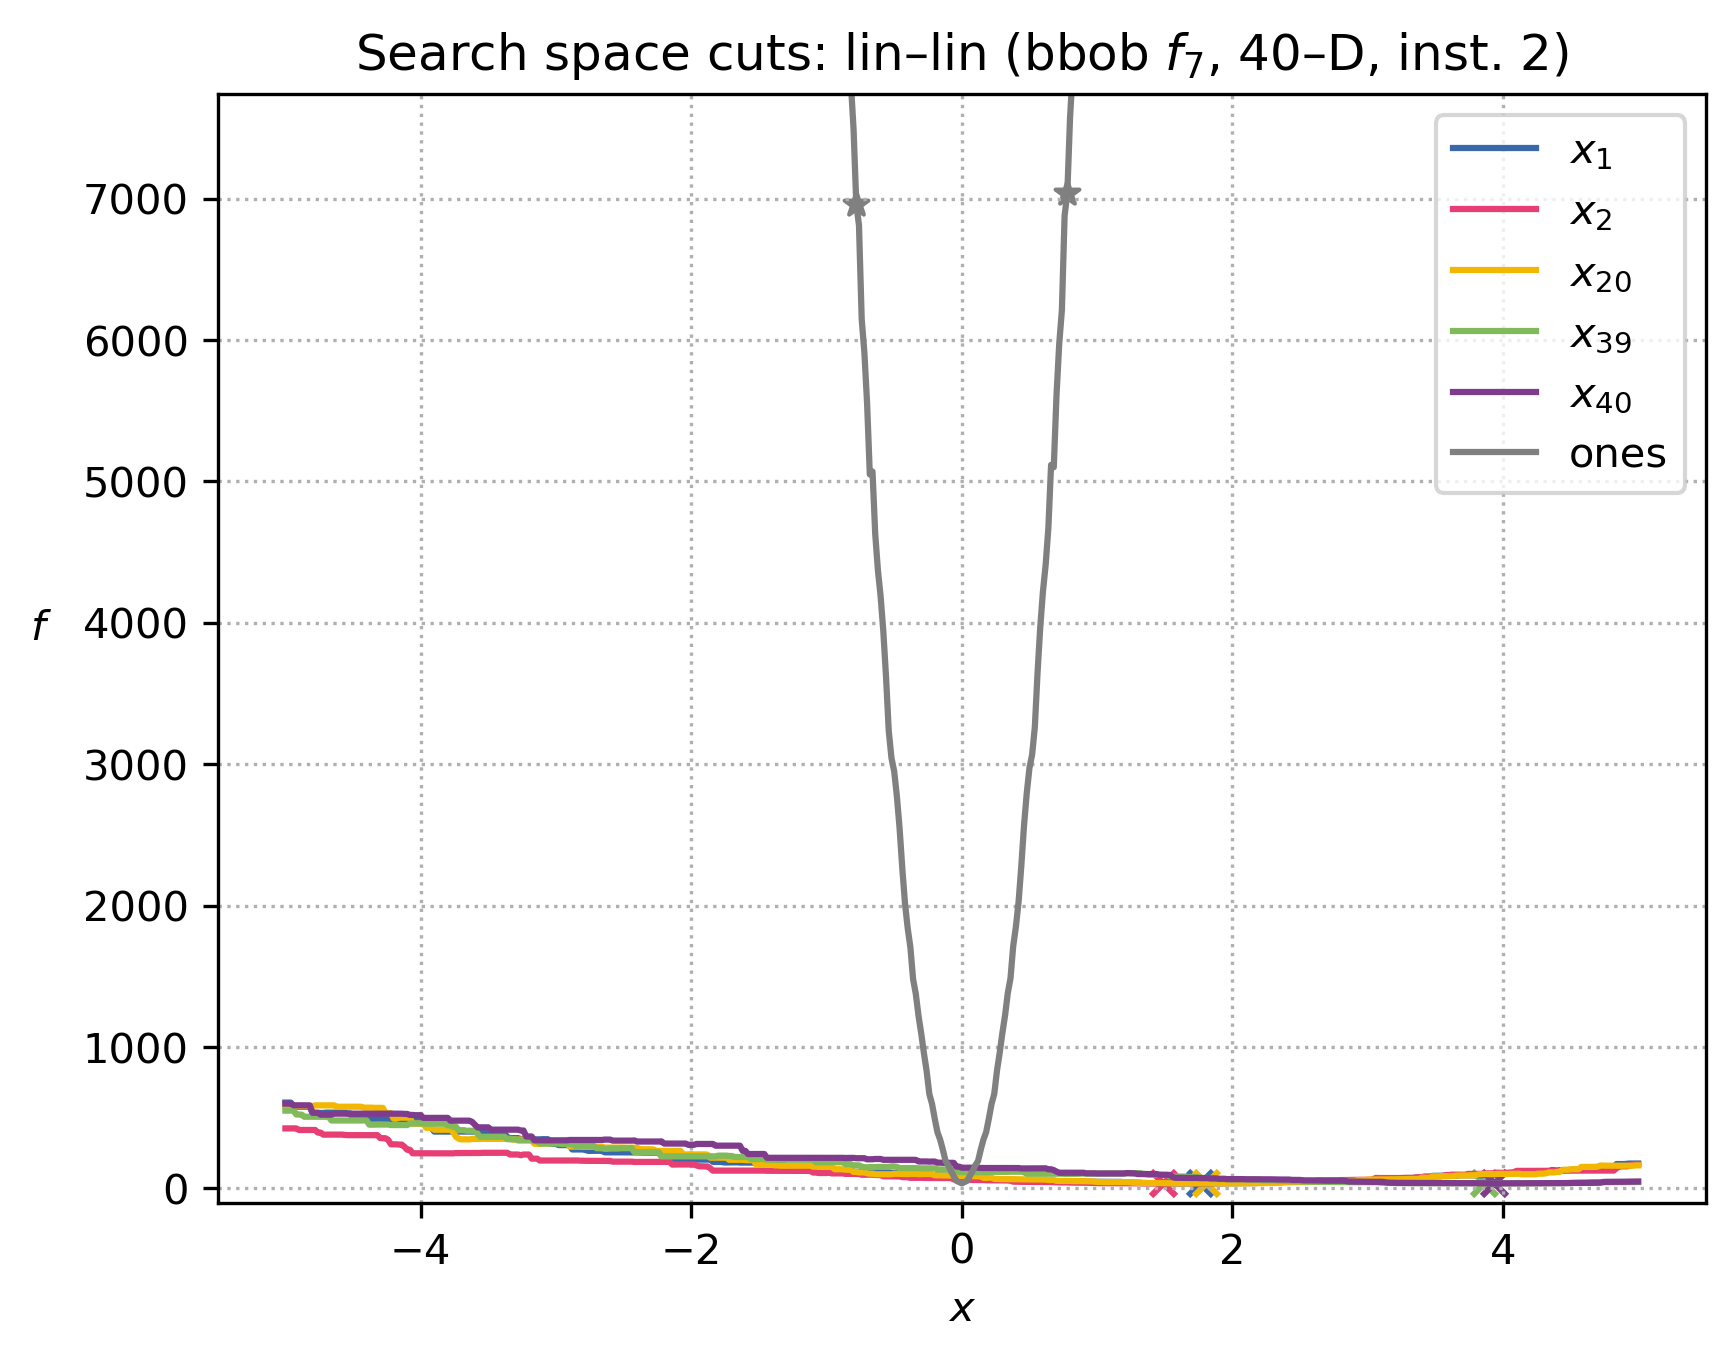 Search space cuts: lin–lin (bbob f₇, 40–D, inst. 2)
7000
6000
5000
4000
3000
2000
1000
0
f
−4
−2
0
2
4
x
x₁
x₂
x₂₀
x₃₉
x₄₀
ones